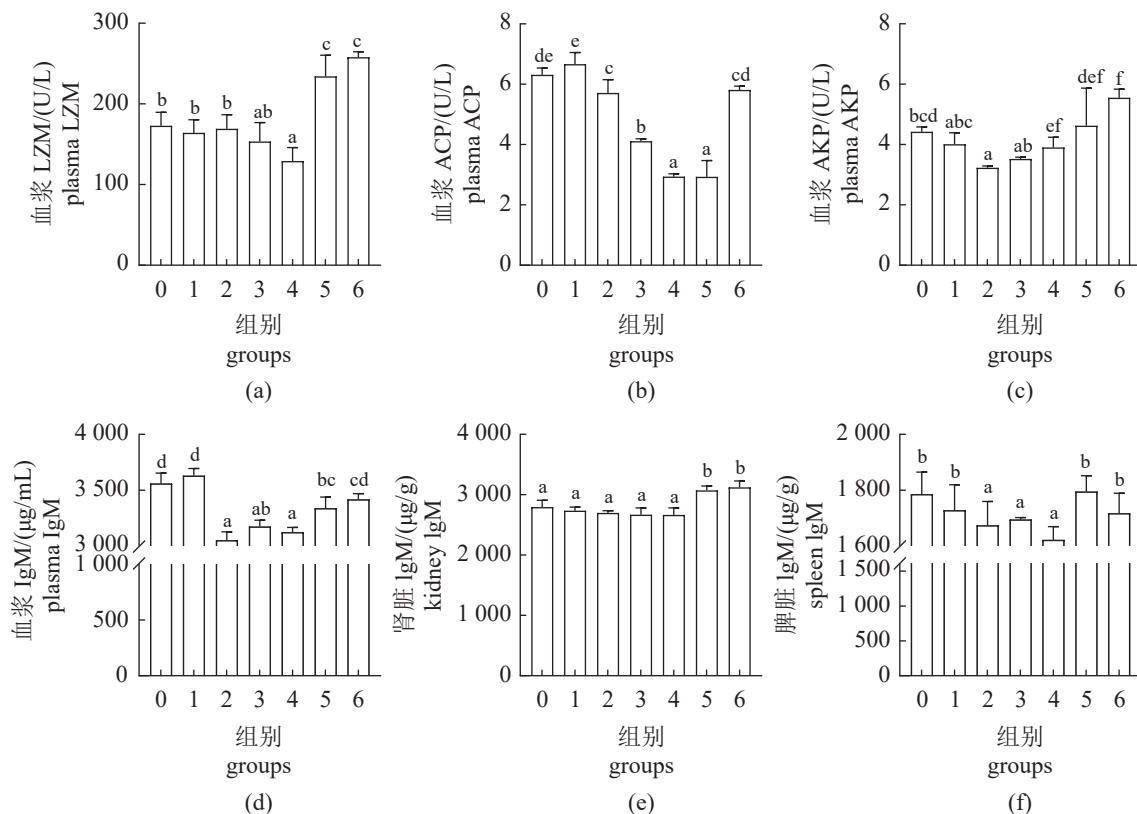 血浆 LZM/(U/L)
plasma LZM
300
200
100
0
b
b
b
ab
a
c
c
0 1 2 3 4 5 6
组别
groups
(a)
血浆 ACP/(U/L)
plasma ACP
8
6
4
2
0
de
e
c
b
a
a
cd
0 1 2 3 4 5 6
组别
groups
(b)
血浆 AKP/(U/L)
plasma AKP
8
6
4
2
0
bcd
abc
a
ab
ef
def
f
0 1 2 3 4 5 6
组别
groups
(c)
血浆 IgM/(μg/mL)
plasma IgM
4 000
3 500
3 000
1 000
500
0
d
d
a
ab
a
bc
cd
0 1 2 3 4 5 6
组别
groups
(d)
肾脏 lgM/(μg/g)
kidney lgM
4 000
3 000
2 000
1 000
0
a
a
a
a
a
b
b
0 1 2 3 4 5 6
组别
groups
(e)
脾脏 lgM/(μg/g)
spleen lgM
2 000
1 800
1 600
1 500
1 000
500
0
b
b
a
a
a
b
b
0 1 2 3 4 5 6
组别
groups
(f)